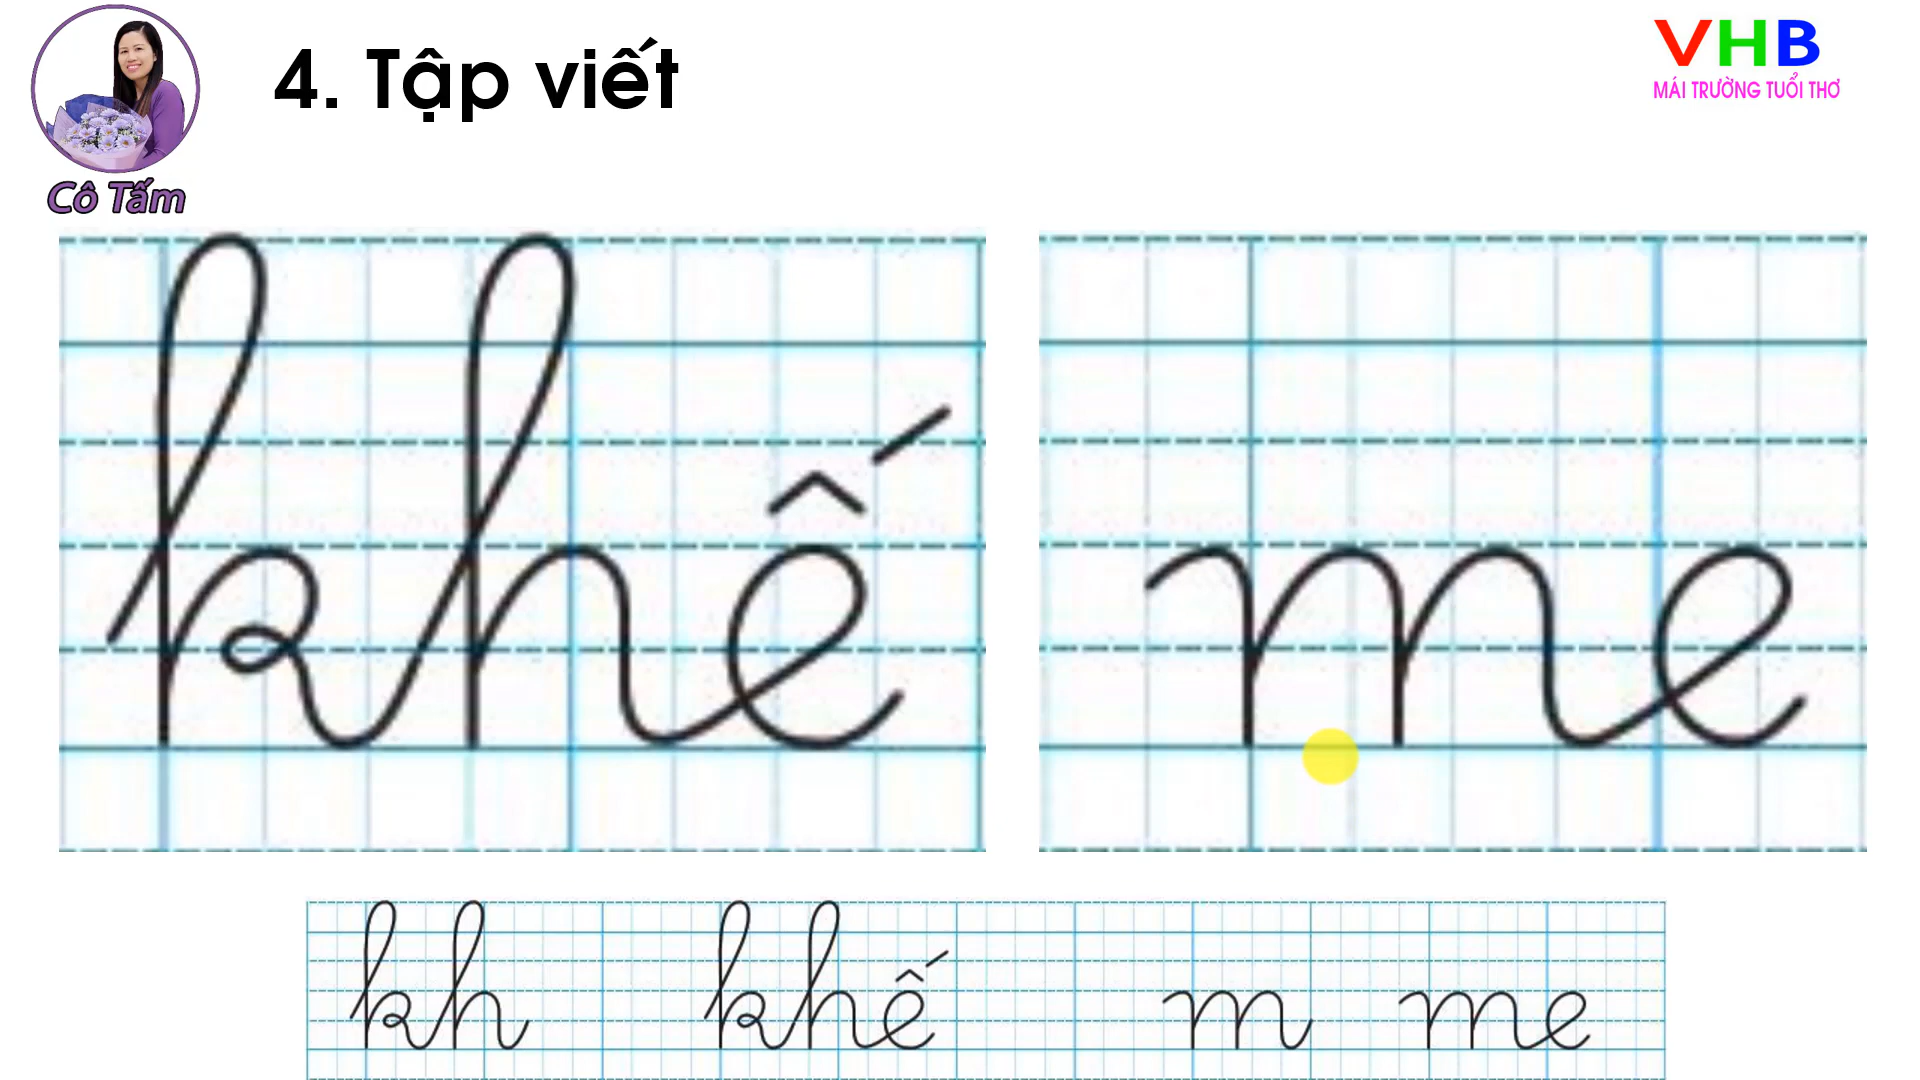 4. Tập viết
VHB
MÁI TRƯỜNG TUỔI THƠ
Cô Tấm
khế me
kh khế m me